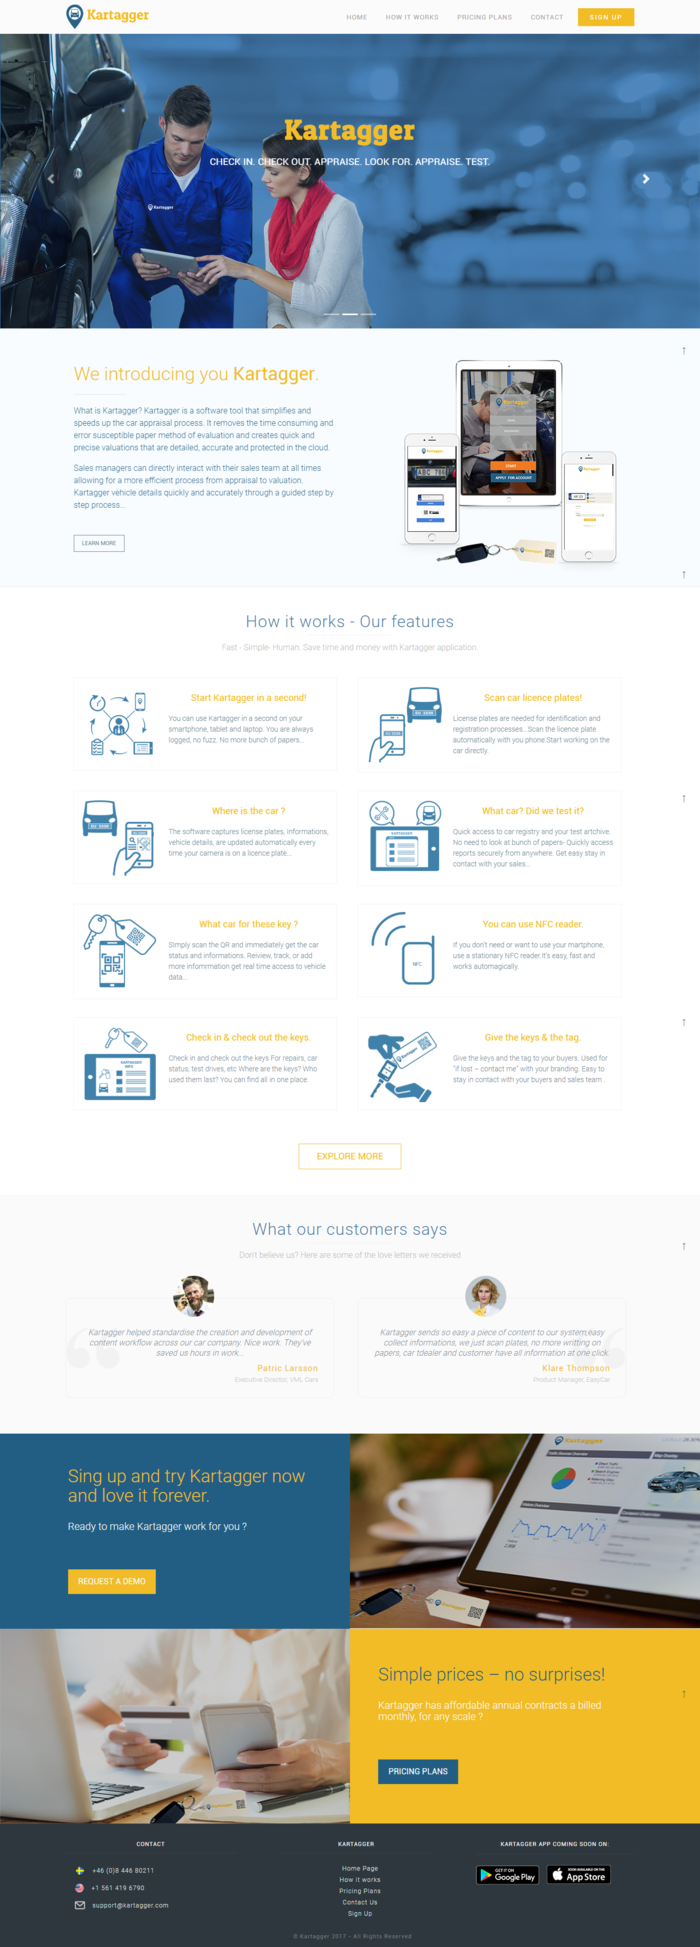 Kartagger
HOME HOW IT WORKS PRICING PLANS CONTACT SIGN UP
Kartagger
CHECK IN. CHECK OUT. APPRAISE. LOOK FOR. APPRAISE. TEST.
Kartagger
We introducing you Kartagger.
What is Kartagger? Kartagger is a software tool that simplifies and
speeds up the car appraisal process. It removes the time consuming and
error susceptible paper method of evaluation and creates quick and
precise valuations that are detailed, accurate and protected in the cloud.
Sales managers can directly interact with their sales team at all times
allowing for a more efficient process from appraisal to valuation.
Kartagger vehicle details quickly and accurately through a guided step by
step process...
LEARN MORE
Kartagger
START
APPLY FOR ACCOUNT
Kartagger
Kartagger
Kartagger
How it works - Our features
Fast - Simple- Human. Save time and money with Kartagger application.
Start Kartagger in a second!
You can use Kartagger in a second on your
smartphone, tablet and laptop. You are always
logged, no fuzz. No more bunch of papers...
Scan car licence plates!
License plates are needed for identification and
registration processes...Scan the licence plate
automatically with you phone.Start working on the
car directly.
Where is the car ?
The software captures license plates, informations,
vehicle details, are updated automatically every
time your camera is on a licence plate...
What car? Did we test it?
Quick access to car registry and your test artchive.
No need to look at bunch of papers- Quickly access
reports securely from anywhere. Get easy stay in
contact with your sales...
KARTAGGER
What car for these key ?
Simply scan the QR and immediately get the car
status and informations. Reiview, track, or add
more infommation get real time access to vehicle
data...
You can use NFC reader.
If you don't need or want to use your martphone,
use a stationary NFC reader.It's easy, fast and
works automagically.
NFC
Check in & check out the keys.
Check in and check out the keys For repairs, car
status, test drives, etc Where are the keys? Who
used them last? You can find all in one place.
KARTAGGER
INFO
Give the keys & the tag.
Give the keys and the tag to your buyers. Used for
"if lost – contact me" with your branding. Easy to
stay in contact with your buyers and sales team .
Kartagger
EXPLORE MORE
What our customers says
Don't believe us? Here are some of the love letters we received
Kartagger helped standardise the creation and development of
content workflow across our car company. Nice work. They've
saved us hours in work...
Patric Larsson
Executive Director, VML Cars
Kartagger sends so easy a piece of content to our system,easy
collect informations, we just scan plates, no more writting on
papers, car tdealer and customer have all information at one click.
Klare Thompson
Product Manager, EasyCar
Sing up and try Kartagger now
and love it forever.
Ready to make Kartagger work for you ?
REQUEST A DEMO
Kartagger
Kartagger
Kartagger
Simple prices – no surprises!
Kartagger has affordable annual contracts a billed
monthly, for any scale ?
PRICING PLANS
CONTACT
+46 (0)8 446 80211
+1 561 419 6790
support@kartagger.com
KARTAGGER
Home Page
How it works
Pricing Plans
Contact Us
Sign Up
KARTAGGER APP COMING SOON ON:
GET IT ON
Google Play
SOON AVAILABLE ON THE
App Store
© Kartagger 2017 - All Rights Reserved